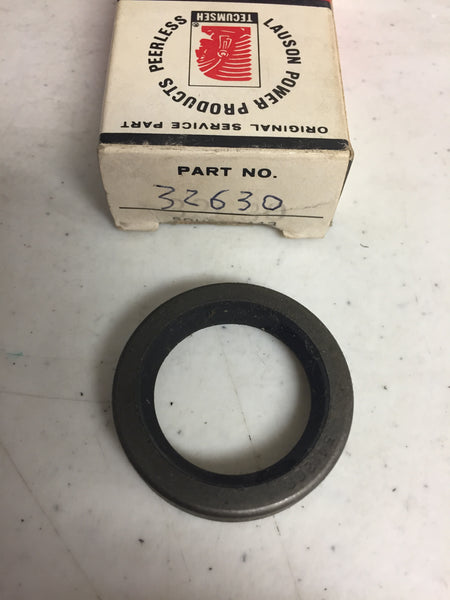 LAUSON POWER PRODUCTS PEERLESS
TECUMSEH
®
ORIGINAL SERVICE PART
PART NO.
32630